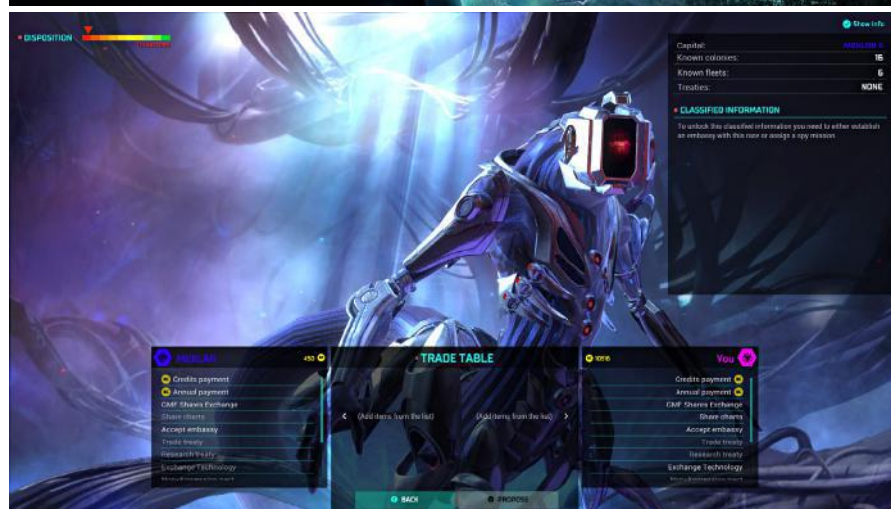 Show Info
DISPOSITION
Capital:
Known colonies: 16
Known fleets: 6
Treaties: NONE
CLASSIFIED INFORMATION
To unlock this classified information you need to either establish
an embassy with this race or assign a spy mission
450
TRADE TABLE
10516
You
Credits payment
Annual payment
GMF Shares Exchange
Share charts
Accept embassy
Trade treaty
Research treaty
Exchange Technology
(Add items from the list)
(Add items from the list)
Credits payment
Annual payment
GMF Shares Exchange
Share charts
Accept embassy
Trade treaty
Research treaty
Exchange Technology
BACK
PROPOSE